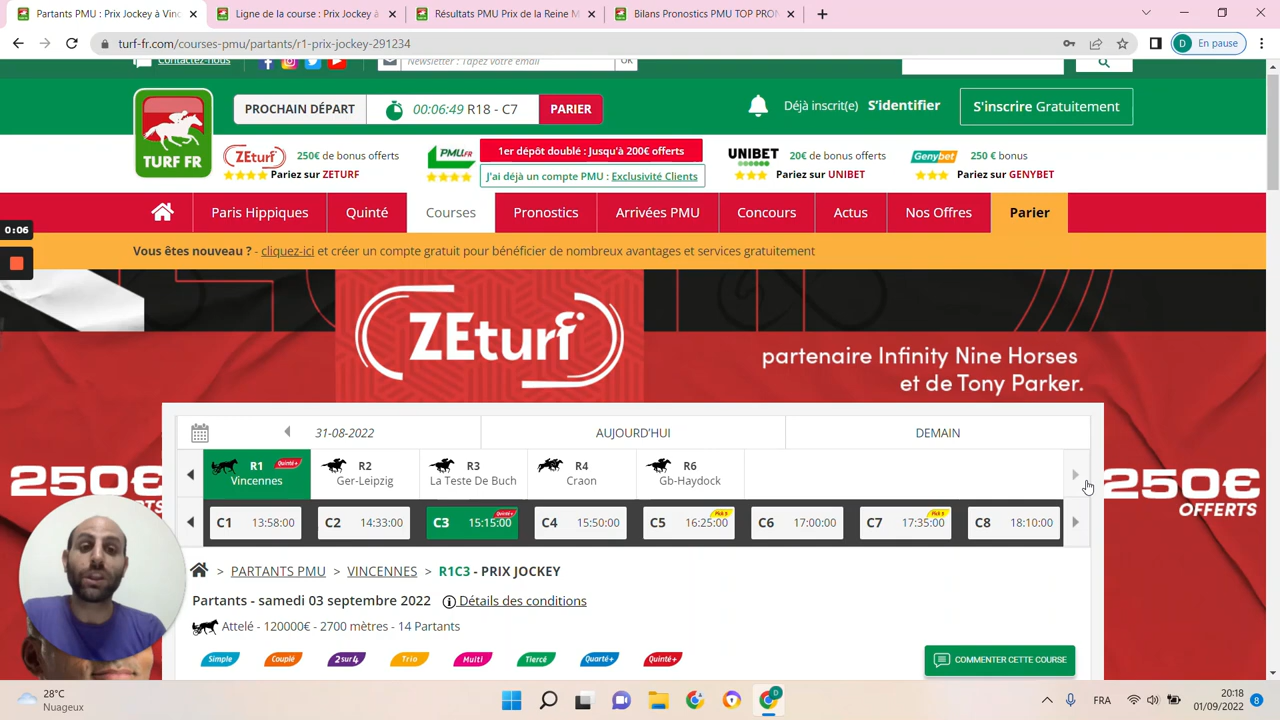 Partants PMU : Prix Jockey à Vinc
Ligne de la course : Prix Jockey à
Résultats PMU Prix de la Reine M
Bilans Pronostics PMU TOP PRON
turf-fr.com/courses-pmu/partants/r1-prix-jockey-291234
D En pause
Contactez-nous
Newsletter : Tapez votre email OK
TURF FR
PROCHAIN DÉPART 00:06:49 R18 - C7 PARIER
Déjà inscrit(e) S'identifier
S'inscrire Gratuitement
ZEturf 250€ de bonus offerts
Pariez sur ZETURF
PMU.FR 1er dépôt doublé : Jusqu'à 200€ offerts
J'ai déjà un compte PMU : Exclusivité Clients
UNIBET 20€ de bonus offerts
Pariez sur UNIBET
Genybet 250 € bonus
Pariez sur GENYBET
Paris Hippiques Quinté Courses Pronostics Arrivées PMU Concours Actus Nos Offres Parier
0:06
Vous êtes nouveau ? - cliquez-ici et créer un compte gratuit pour bénéficier de nombreux avantages et services gratuitement
ZEturf
partenaire Infinity Nine Horses
et de Tony Parker.
31-08-2022 AUJOURD'HUI DEMAIN
R1 Quinté+
Vincennes
R2
Ger-Leipzig
R3
La Teste De Buch
R4
Craon
R6
Gb-Haydock
250€
250€
OFFERTS
C1 13:58:00
C2 14:33:00
C3 15:15:00 Quinté+
C4 15:50:00
C5 16:25:00 Pick 5
C6 17:00:00
C7 17:35:00 Pick 5
C8 18:10:00
> PARTANTS PMU > VINCENNES > R1C3 - PRIX JOCKEY
Partants - samedi 03 septembre 2022 Détails des conditions
Attelé - 120000€ - 2700 mètres - 14 Partants
Simple Couplé 2sur4 Trio Multi Tiercé Quarté+ Quinté+
COMMENTER CETTE COURSE
28°C
Nuageux
D
FRA
20:18
01/09/2022
8